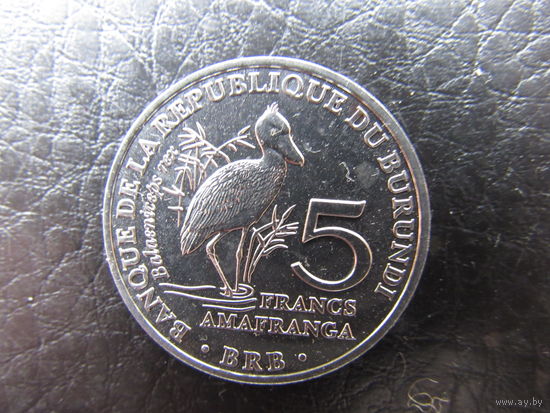 BANQUE DE LA REPUBLIQUE DU BURUNDI
Balaeniceps rex
5
FRANCS
AMAFRANGA
· BRB ·
www.ay.by